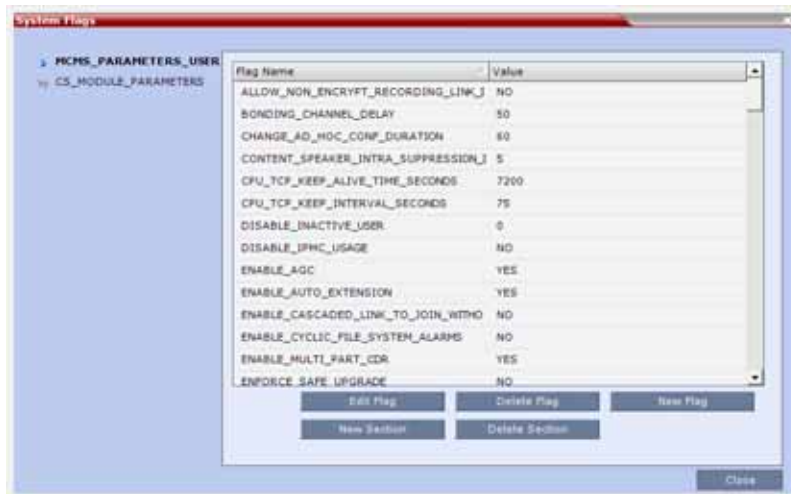 System Flags
MCMS_PARAMETERS_USER
CS_MODULE_PARAMETERS
Flag Name Value
ALLOW_NON_ENCRYPT_RECORDING_LINK_I NO
BONDING_CHANNEL_DELAY 50
CHANGE_AD_HOC_CONF_DURATION 60
CONTENT_SPEAKER_INTRA_SUPPRESSION_I 5
CPU_TCP_KEEP_ALIVE_TIME_SECONDS 7200
CPU_TCP_KEEP_INTERVAL_SECONDS 75
DISABLE_INACTIVE_USER 0
DISABLE_IPMC_USAGE NO
ENABLE_AGC YES
ENABLE_AUTO_EXTENSION YES
ENABLE_CASCADED_LINK_TO_JOIN_WITHO NO
ENABLE_CYCLIC_FILE_SYSTEM_ALARMS NO
ENABLE_MULTI_PART_CDR YES
ENFORCE_SAFE_UPGRADE NO
Edit Flag Delete Flag New Flag
New Section Delete Section
Close